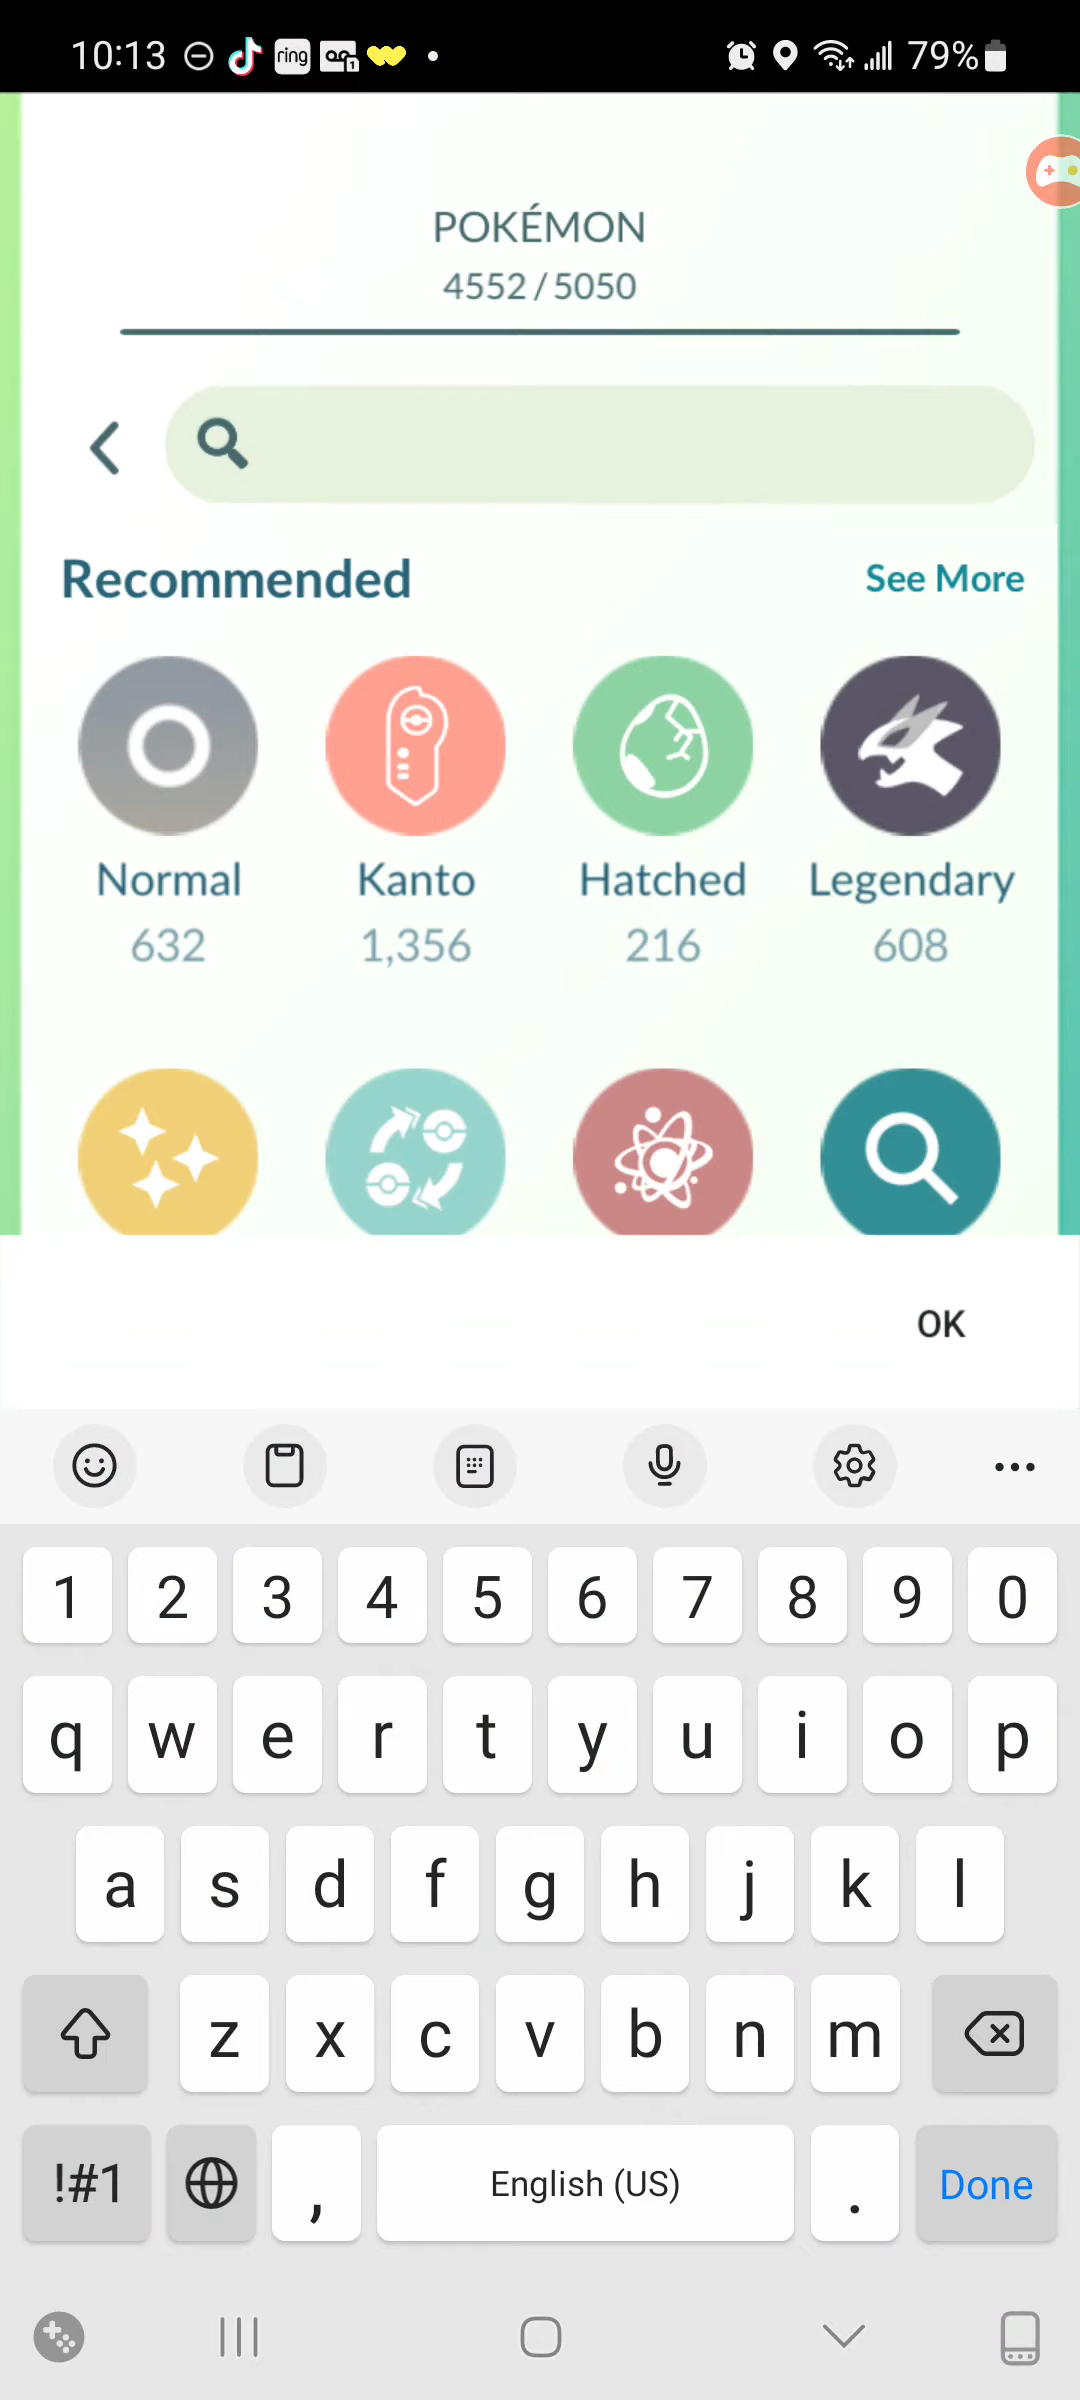 10:13 ring 79%
POKÉMON
4552/5050
Recommended See More
Normal Kanto Hatched Legendary
632 1,356 216 608
OK
1 2 3 4 5 6 7 8 9 0
q w e r t y u i o p
a s d f g h j k l
z x c v b n m
!#1 , English (US) . Done